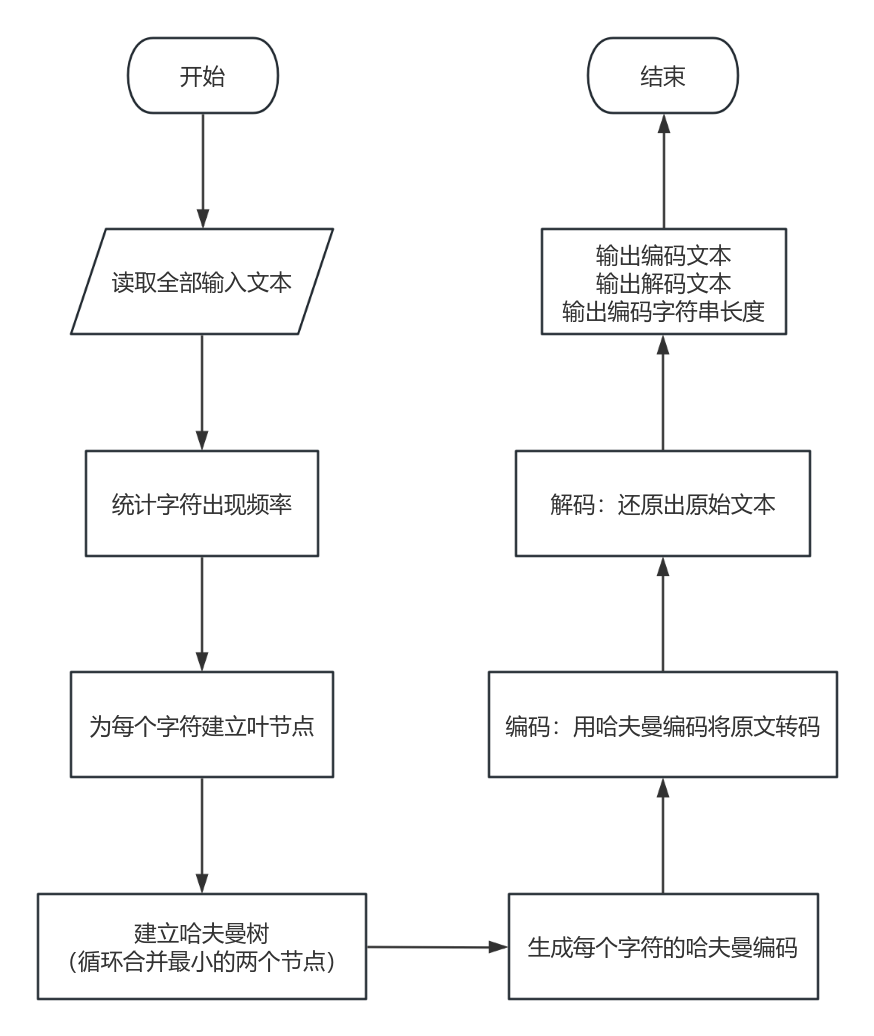 开始
读取全部输入文本
统计字符出现频率
为每个字符建立叶节点
建立哈夫曼树
（循环合并最小的两个节点）
生成每个字符的哈夫曼编码
编码：用哈夫曼编码将原文转码
解码：还原出原始文本
输出编码文本
输出解码文本
输出编码字符串长度
结束